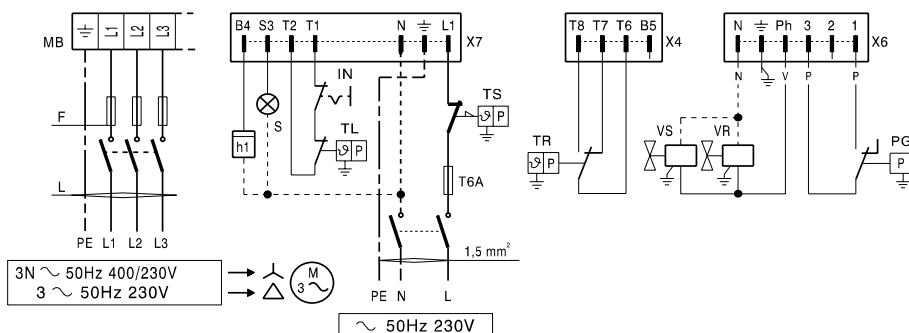 MB
L1 L2 L3
F
L
PE L1 L2 L3
3N ~ 50Hz 400/230V
3 ~ 50Hz 230V
M
3 ~
B4 S3 T2 T1 N L1
X7
IN
h1
S
TL
ϑ P
TS
ϑ P
T6A
1,5 mm²
PE N L
~ 50Hz 230V
T8 T7 T6 B5
X4
TR
ϑ P
N Ph 3 2 1
X6
N V P P
VS VR
PG
P